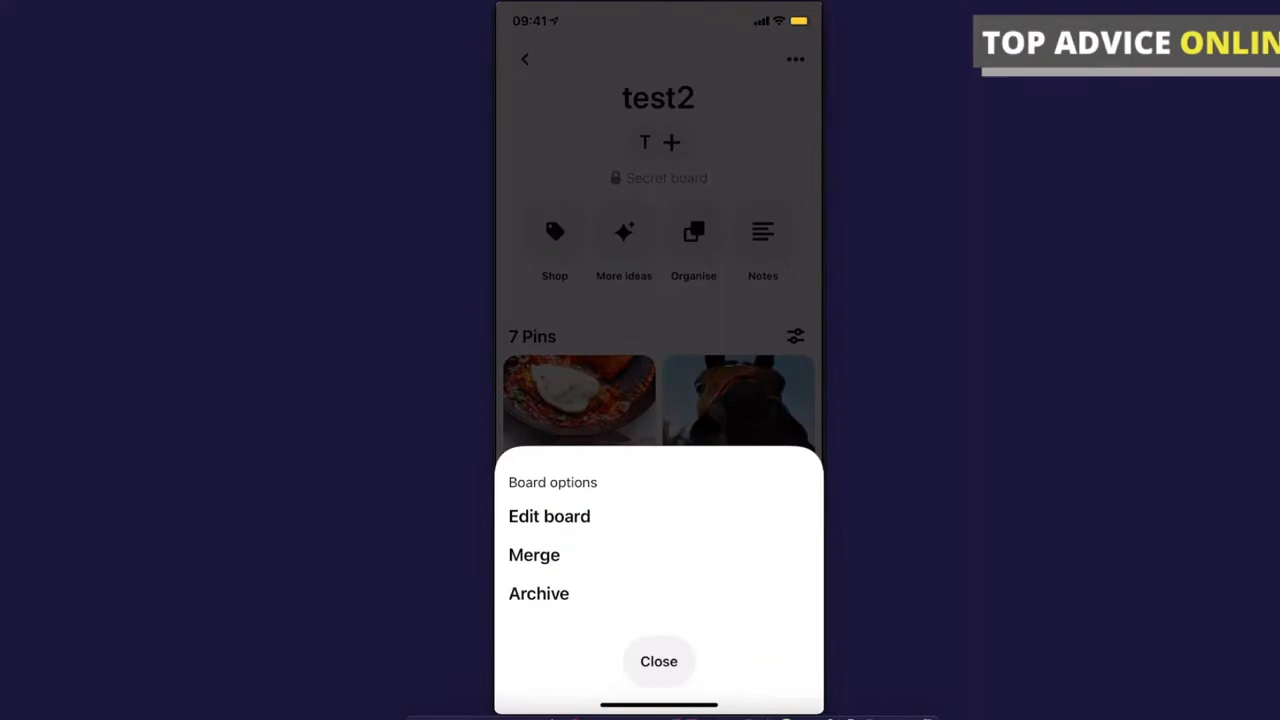 09:41
TOP ADVICE ONLIN
test2
T +
Secret board
Shop
More ideas
Organise
Notes
7 Pins
Board options
Edit board
Merge
Archive
Close